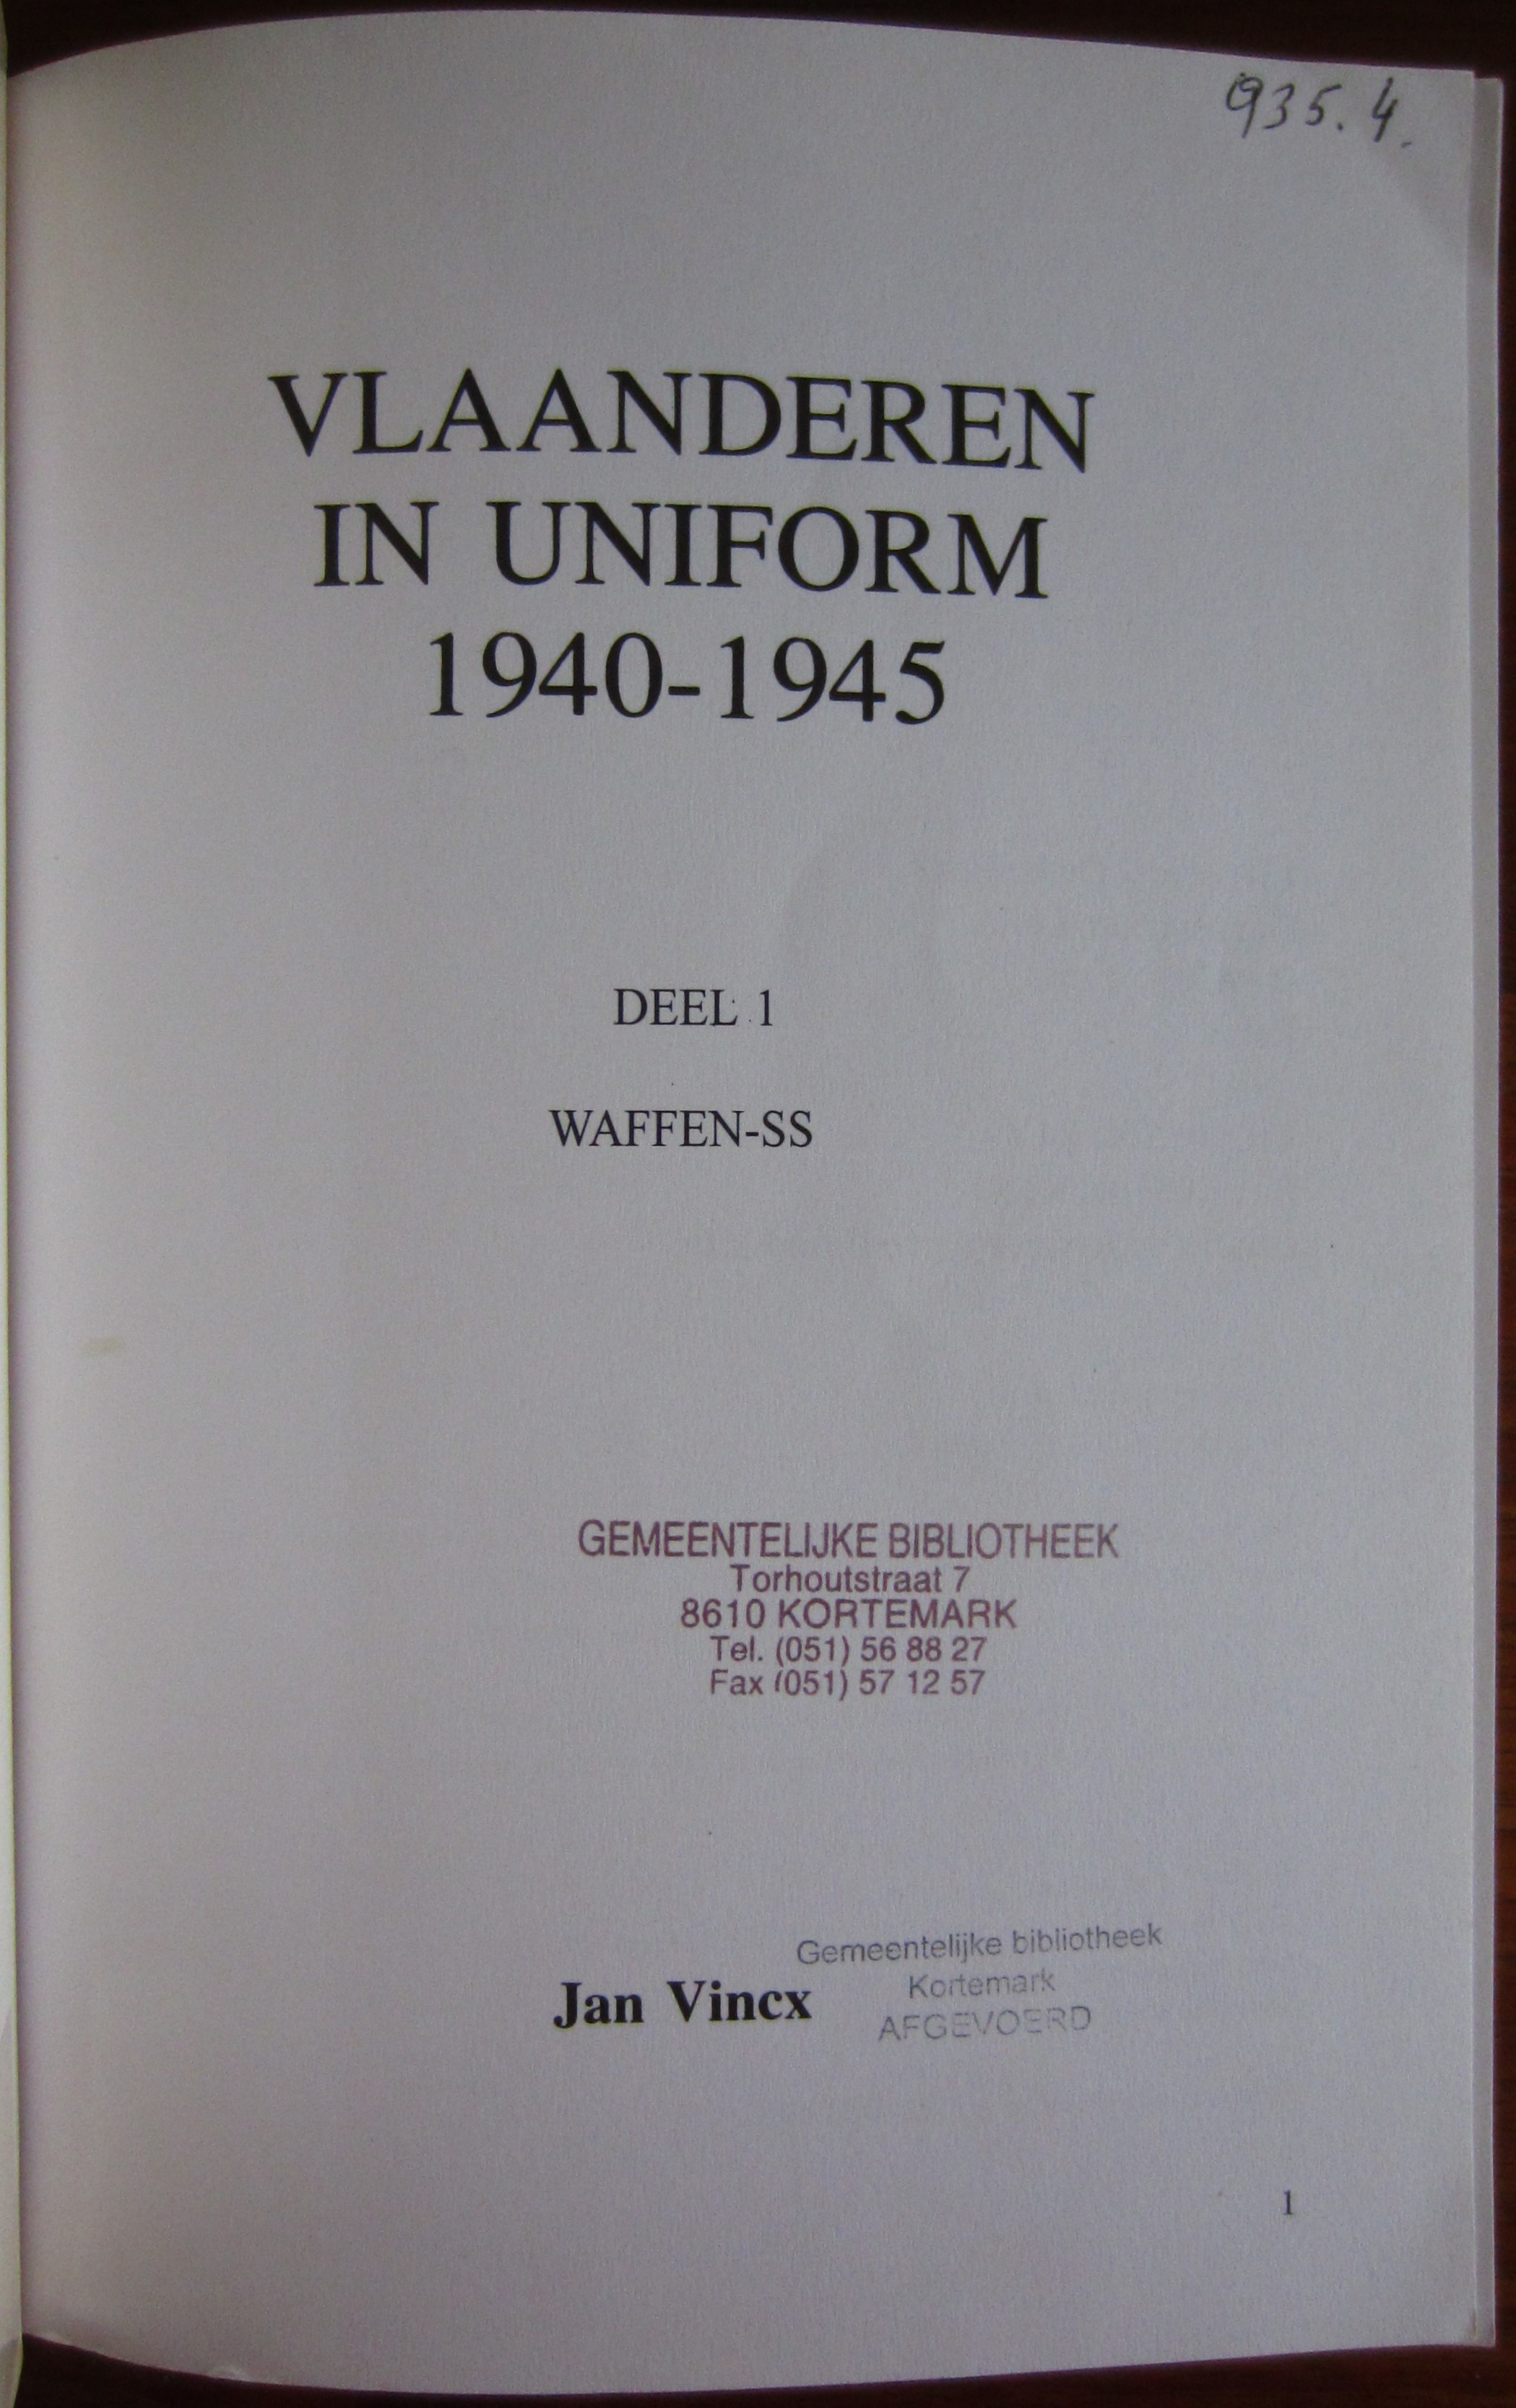 935.4.
VLAANDEREN
IN UNIFORM
1940-1945
DEEL 1
WAFFEN-SS
GEMEENTELIJKE BIBLIOTHEEK
Torhoutstraat 7
8610 KORTEMARK
Tel. (051) 56 88 27
Fax (051) 57 12 57
Gemeentelijke bibliotheek
Kortemark
AFGEVOERD
Jan Vincx
1